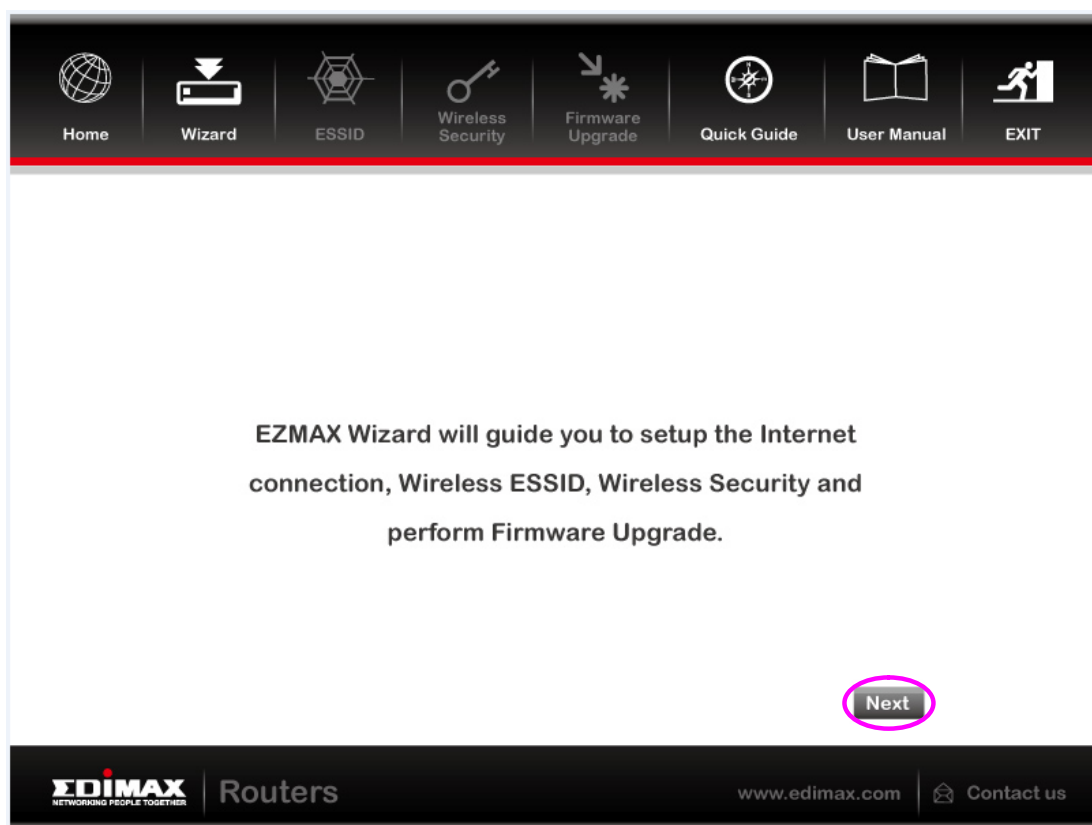 Home
Wizard
ESSID
Wireless
Security
Firmware
Upgrade
Quick Guide
User Manual
EXIT
EZMAX Wizard will guide you to setup the Internet
connection, Wireless ESSID, Wireless Security and
perform Firmware Upgrade.
Next
EDIMAX
NETWORKING PEOPLE TOGETHER
Routers
www.edimax.com
Contact us